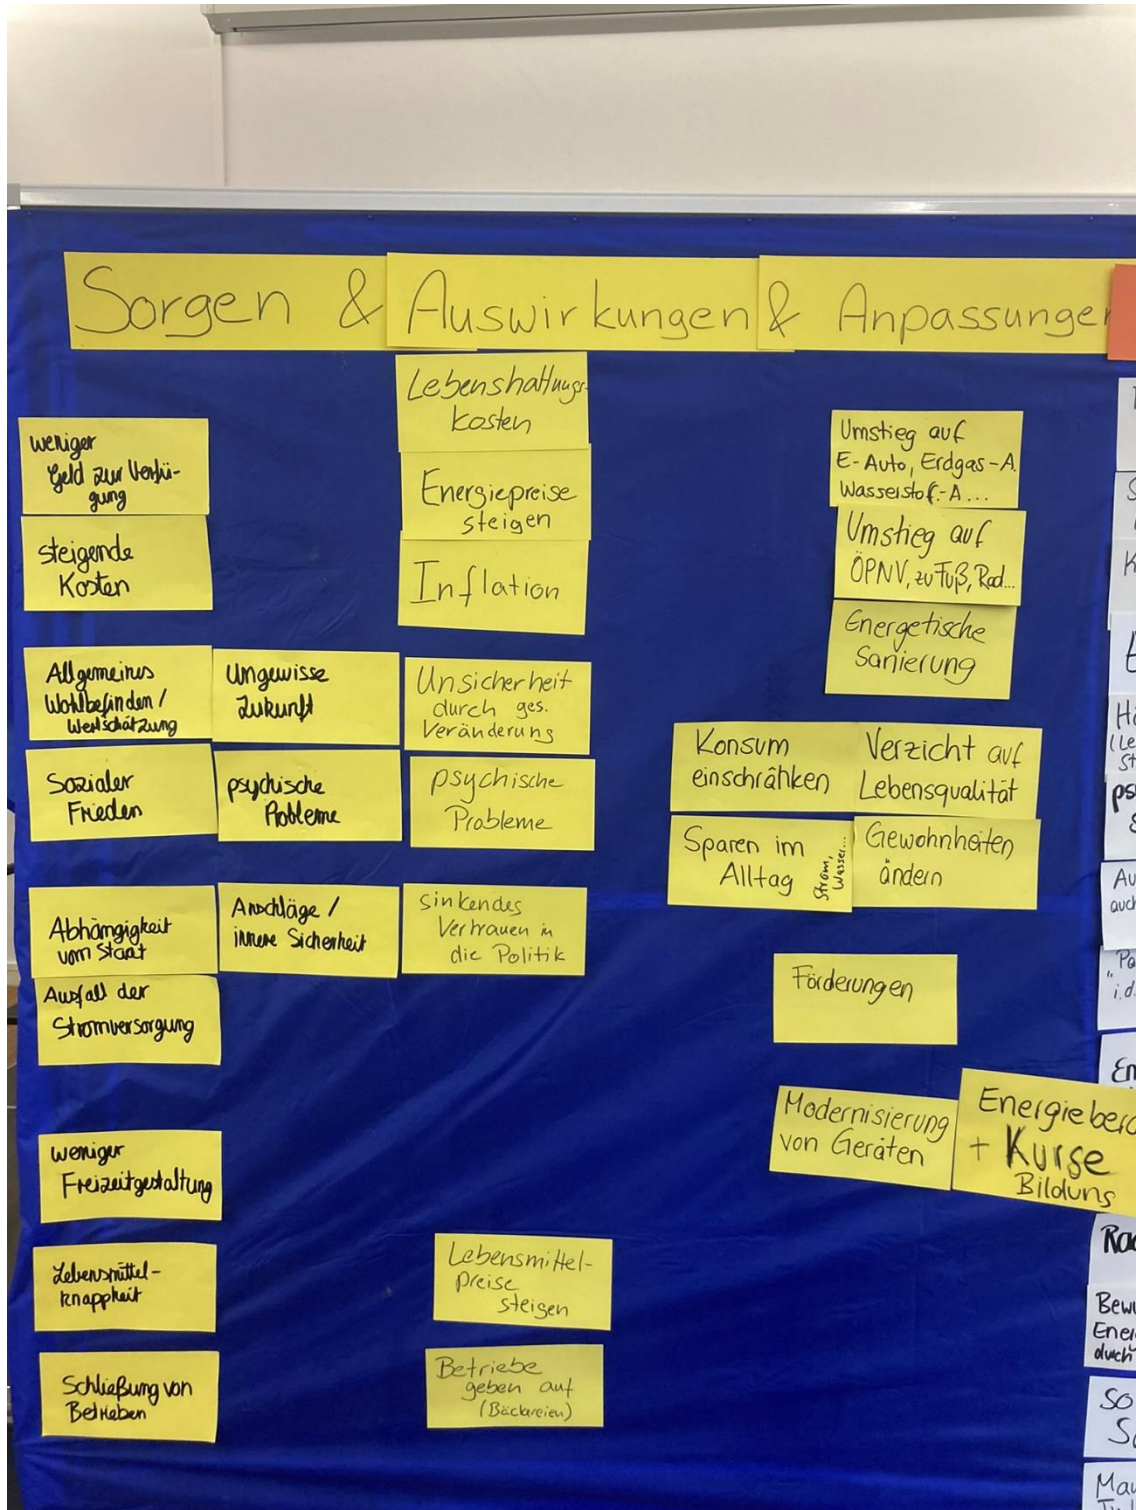 Sorgen & Auswirkungen & Anpassungen
weniger
Geld zur Verfü-
gung
steigende
Kosten
Allgemeines
Wohlbefinden /
Wertschätzung
Ungewisse
Zukunft
Sozialer
Frieden
psychische
Probleme
Abhängigkeit
vom Staat
Anschläge /
innere Sicherheit
Ausfall der
Stromversorgung
weniger
Freizeitgestaltung
Lebensmittel-
knappheit
Schließung von
Betrieben
Lebenshaltungs-
kosten
Energiepreise
steigen
Inflation
Unsicherheit
durch ges.
Veränderung
psychische
Probleme
sinkendes
Vertrauen in
die Politik
Lebensmittel-
preise
steigen
Betriebe
geben auf
(Bäckereien)
Umstieg auf
E-Auto, Erdgas-A.
Wasserstof.-A...
Umstieg auf
ÖPNV, zu Fuß, Rad...
Energetische
Sanierung
Konsum
einschränken
Verzicht auf
Lebensqualität
Sparen im
Alltag
Strom,
Wasser...
Gewohnheiten
ändern
Förderungen
Modernisierung
von Geräten
Energiebera
+ Kurse
Bildung